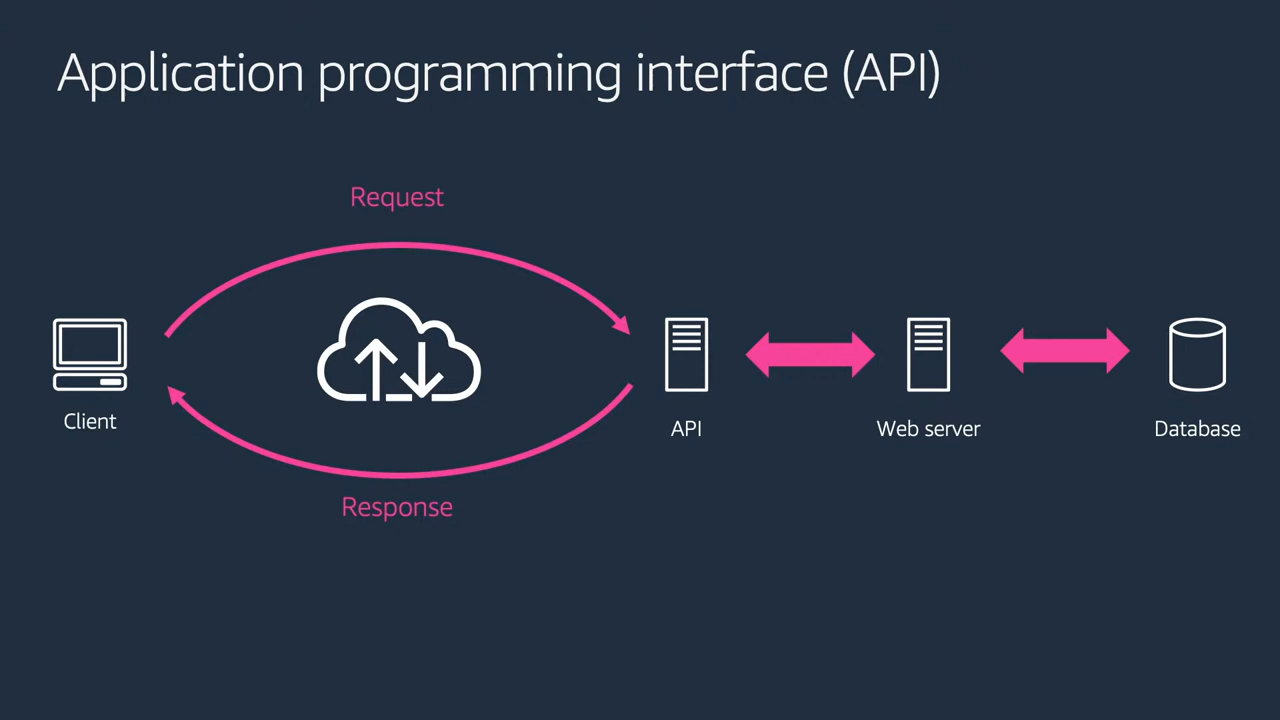 Application programming interface (API)
Request
Client
API
Web server
Database
Response